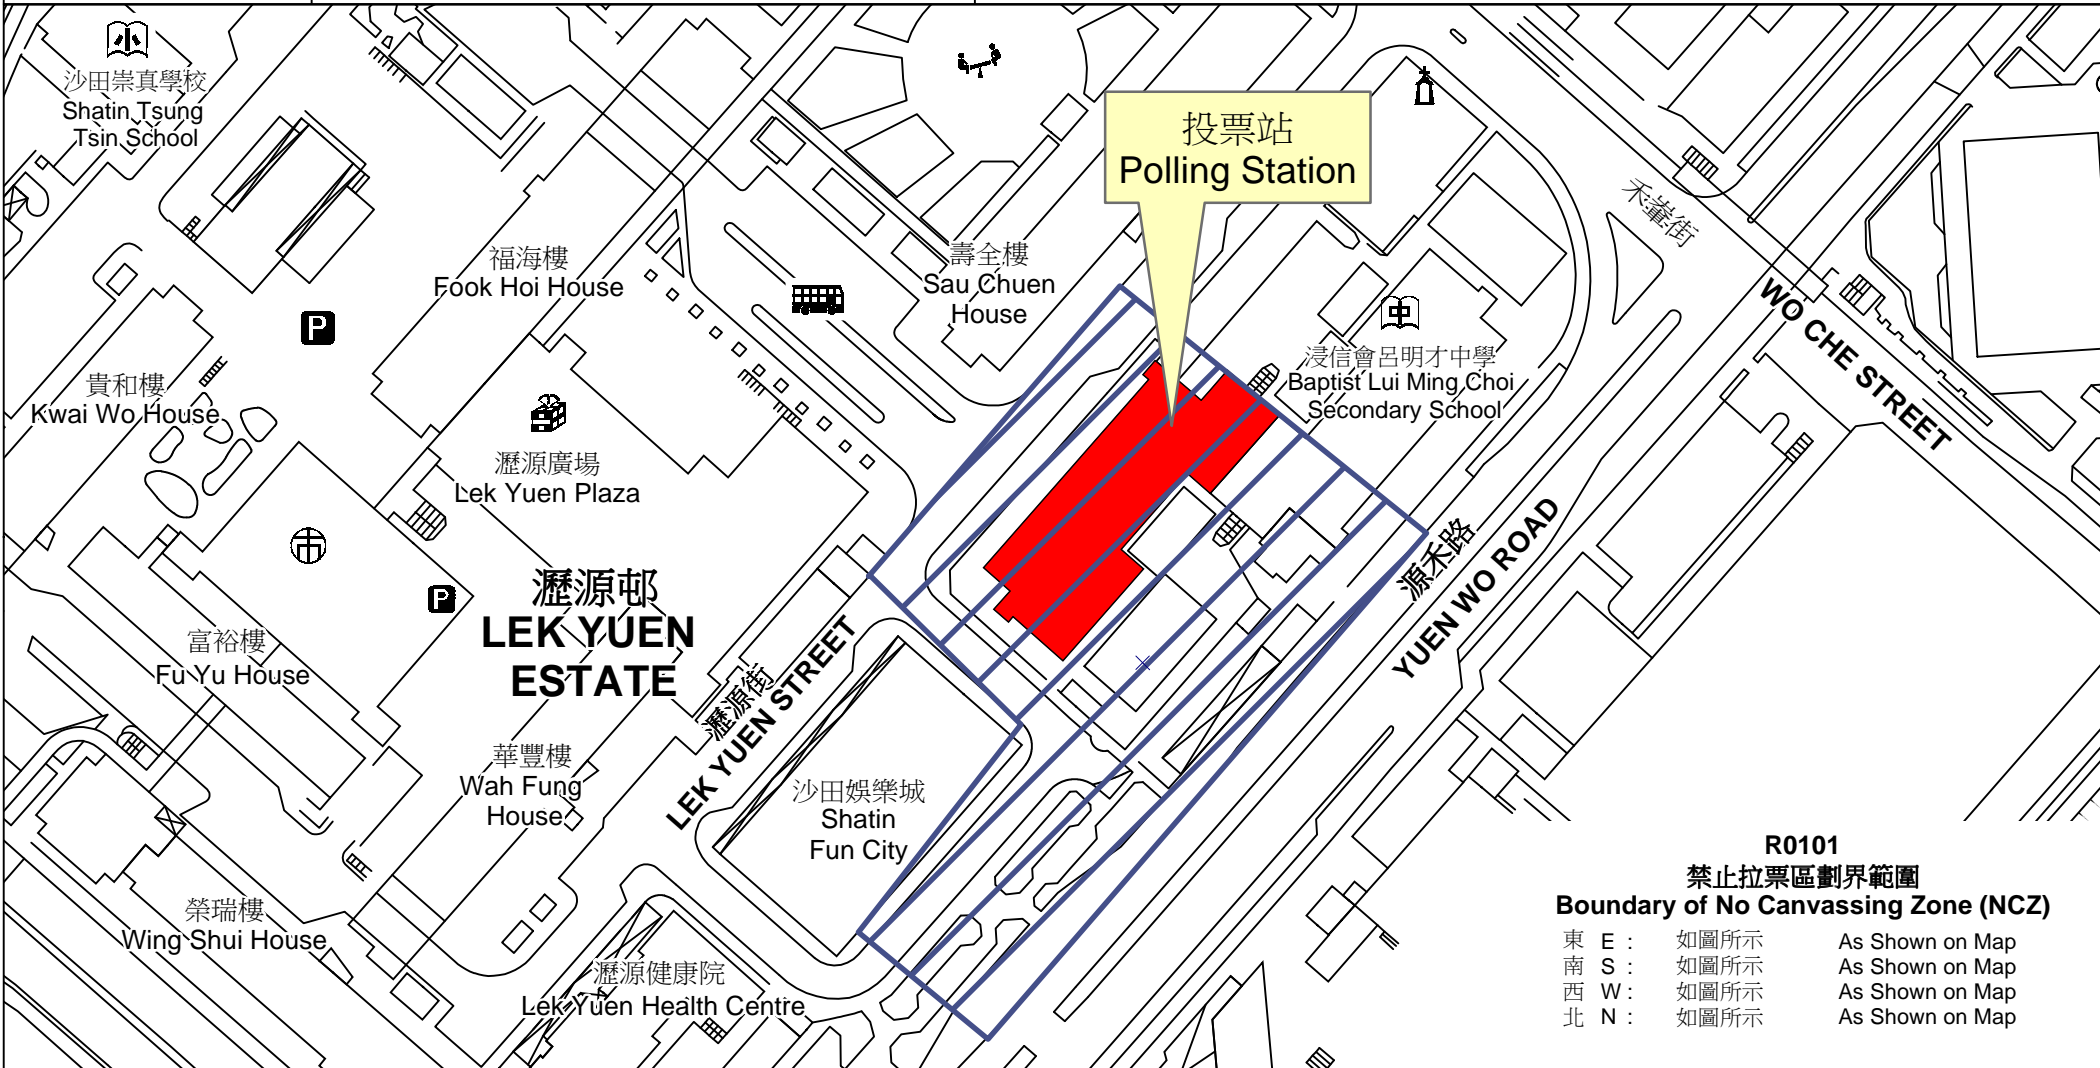 小
沙田崇真學校
Shatin Tsung
Tsin School
投票站
Polling Station
禾輋街
WO CHE STREET
福海樓
Fook Hoi House
壽全樓
Sau Chuen
House
中
浸信會呂明才中學
Baptist Lui Ming Choi
Secondary School
P
貴和樓
Kwai Wo House
瀝源廣場
Lek Yuen Plaza
市
P
瀝源邨
LEK YUEN
ESTATE
源禾路
YUEN WO ROAD
富裕樓
Fu Yu House
瀝源街
LEK YUEN STREET
華豐樓
Wah Fung
House
沙田娛樂城
Shatin
Fun City
榮瑞樓
Wing Shui House
瀝源健康院
Lek Yuen Health Centre
R0101
禁止拉票區劃界範圍
Boundary of No Canvassing Zone (NCZ)
東 E : 如圖所示 As Shown on Map
南 S : 如圖所示 As Shown on Map
西 W : 如圖所示 As Shown on Map
北 N : 如圖所示 As Shown on Map